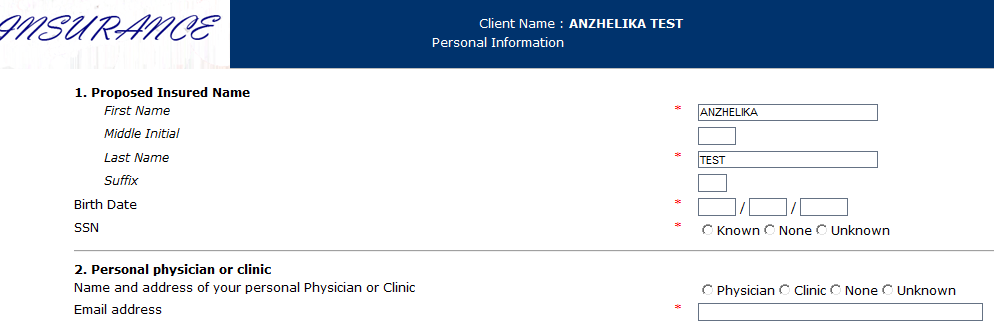 INSURANCE
Client Name : ANZHELIKA TEST
Personal Information
1. Proposed Insured Name
First Name * ANZHELIKA
Middle Initial
Last Name * TEST
Suffix
Birth Date * / /
SSN * Known None Unknown
2. Personal physician or clinic
Name and address of your personal Physician or Clinic Physician Clinic None Unknown
Email address *